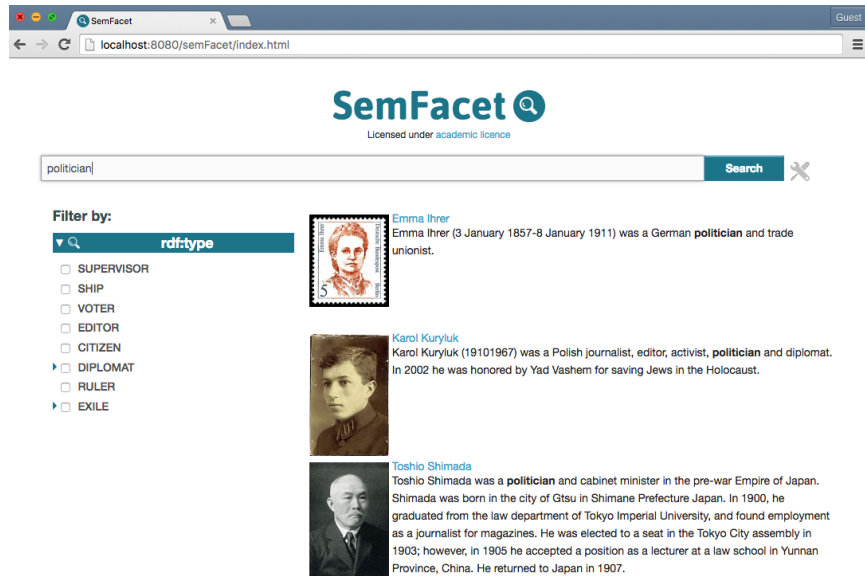 SemFacet
Guest
localhost:8080/semFacet/index.html
SemFacet
Licensed under academic licence
politician
Search
Filter by:
rdf:type
SUPERVISOR
SHIP
VOTER
EDITOR
CITIZEN
DIPLOMAT
RULER
EXILE
Emma Ihrer
Emma Ihrer (3 January 1857-8 January 1911) was a German politician and trade
unionist.
Emma Ihrer
Deutsche Bundespost
Berlin
5
Karol Kuryluk
Karol Kuryluk (19101967) was a Polish journalist, editor, activist, politician and diplomat.
In 2002 he was honored by Yad Vashem for saving Jews in the Holocaust.
Toshio Shimada
Toshio Shimada was a politician and cabinet minister in the pre-war Empire of Japan.
Shimada was born in the city of Gtsu in Shimane Prefecture Japan. In 1900, he
graduated from the law department of Tokyo Imperial University, and found employment
as a journalist for magazines. He was elected to a seat in the Tokyo City assembly in
1903; however, in 1905 he accepted a position as a lecturer at a law school in Yunnan
Province, China. He returned to Japan in 1907.